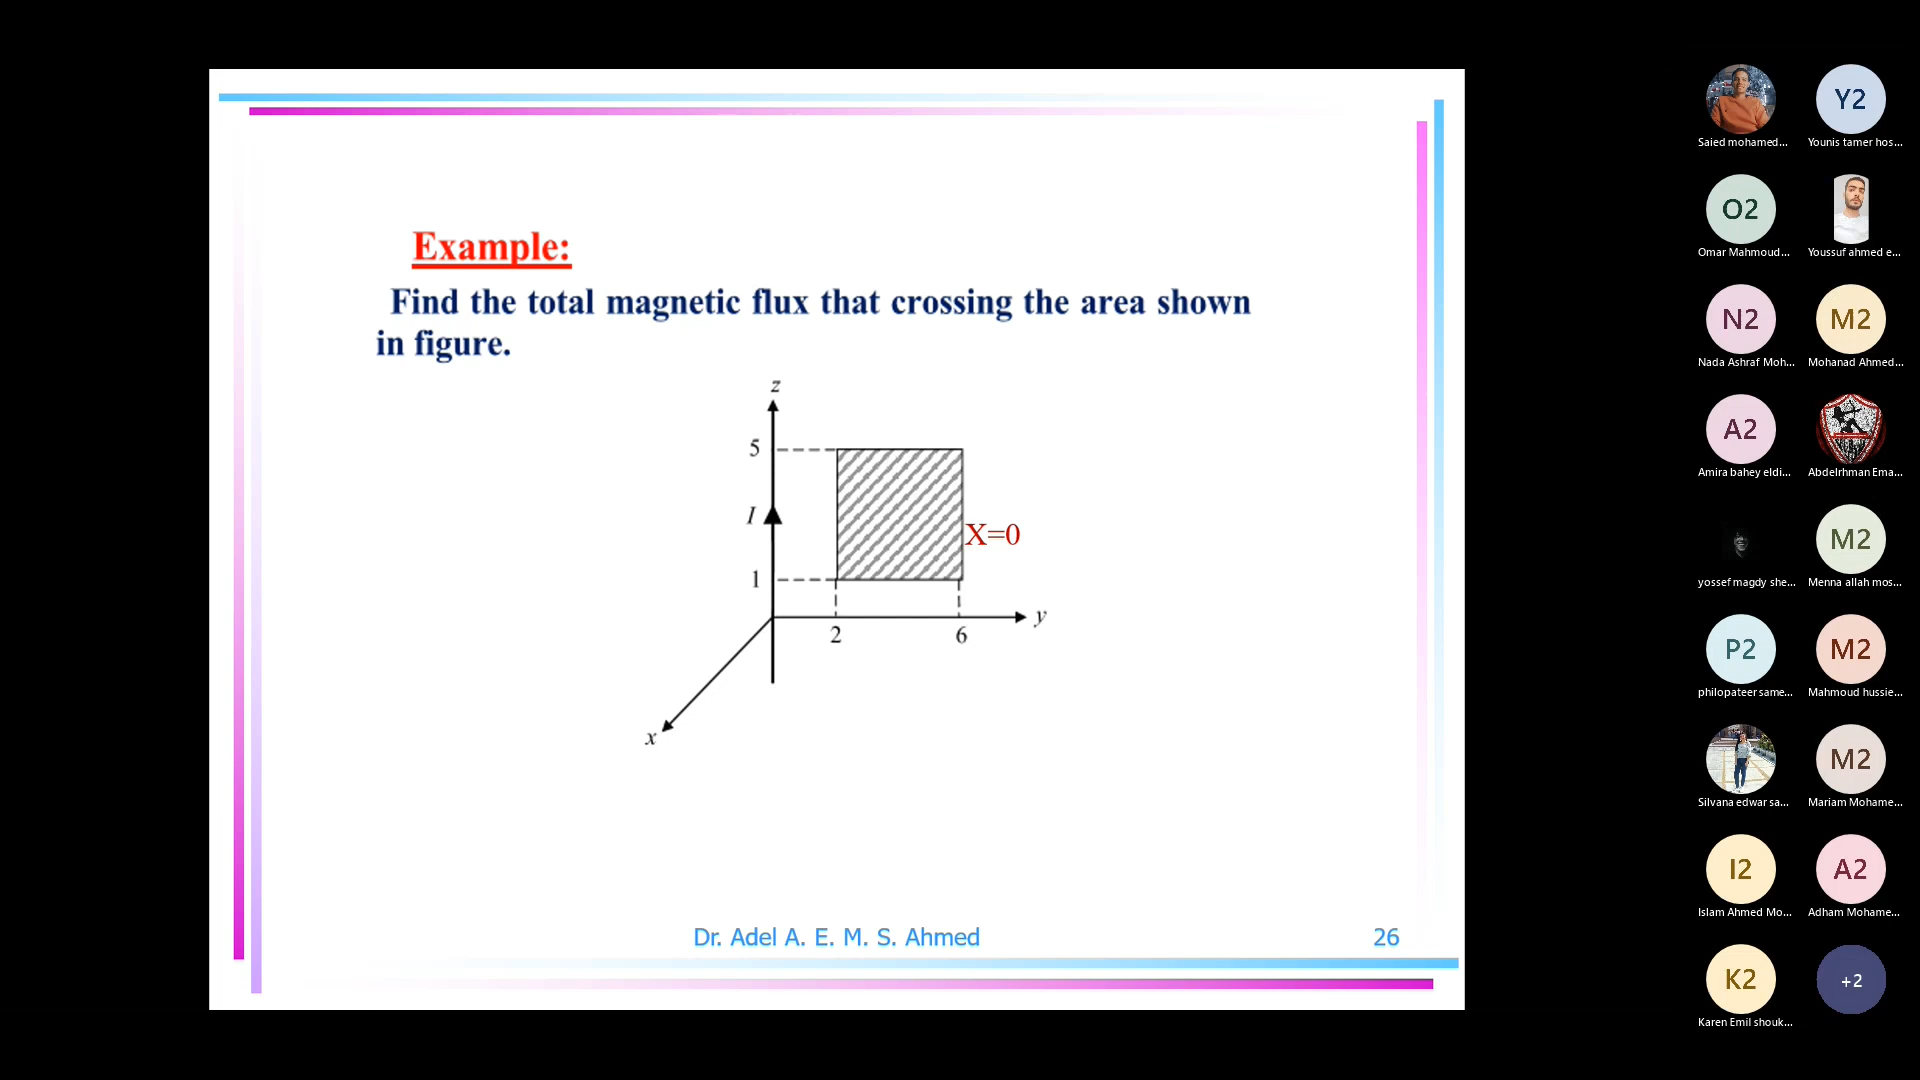 Example:
Find the total magnetic flux that crossing the area shown
in figure.
z
5
I
X=0
1
y
2
6
x
Dr. Adel A. E. M. S. Ahmed
26
Y2
Saied mohamed...
Younis tamer hos...
O2
Omar Mahmoud...
Youssuf ahmed e...
N2
M2
Nada Ashraf Moh...
Mohanad Ahmed...
A2
Amira bahey eldi...
Abdelrhman Ema...
M2
yossef magdy she...
Menna allah mos...
P2
M2
philopateer same...
Mahmoud hussie...
M2
Silvana edwar sa...
Mariam Mohame...
I2
A2
Islam Ahmed Mo...
Adham Mohame...
K2
+2
Karen Emil shouk...